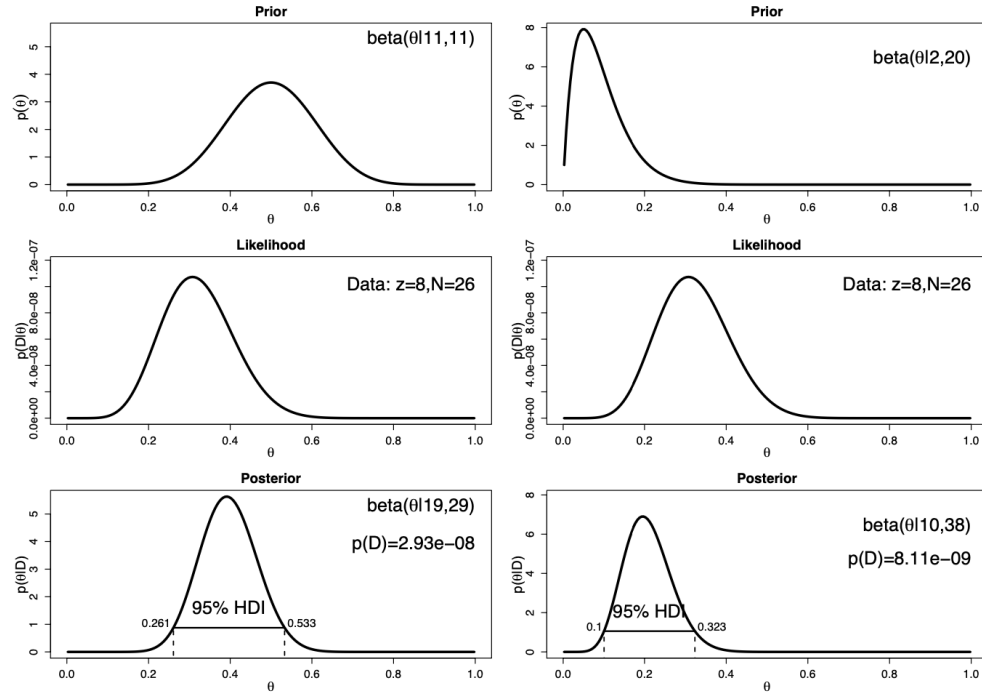 Prior
beta(θ|11,11)
p(θ)
0 1 2 3 4 5
0.0 0.2 0.4 0.6 0.8 1.0
θ
Prior
beta(θ|2,20)
p(θ)
0 2 4 6 8
0.0 0.2 0.4 0.6 0.8 1.0
θ
Likelihood
Data: z=8,N=26
p(D|θ)
0.0e+00 4.0e−08 8.0e−08 1.2e−07
0.0 0.2 0.4 0.6 0.8 1.0
θ
Likelihood
Data: z=8,N=26
p(D|θ)
0.0e+00 4.0e−08 8.0e−08 1.2e−07
0.0 0.2 0.4 0.6 0.8 1.0
θ
Posterior
beta(θ|19,29)
p(D)=2.93e−08
95% HDI
0.261 0.533
p(θ|D)
0 1 2 3 4 5
0.0 0.2 0.4 0.6 0.8 1.0
θ
Posterior
beta(θ|10,38)
p(D)=8.11e−09
95% HDI
0.1 0.323
p(θ|D)
0 2 4 6 8
0.0 0.2 0.4 0.6 0.8 1.0
θ